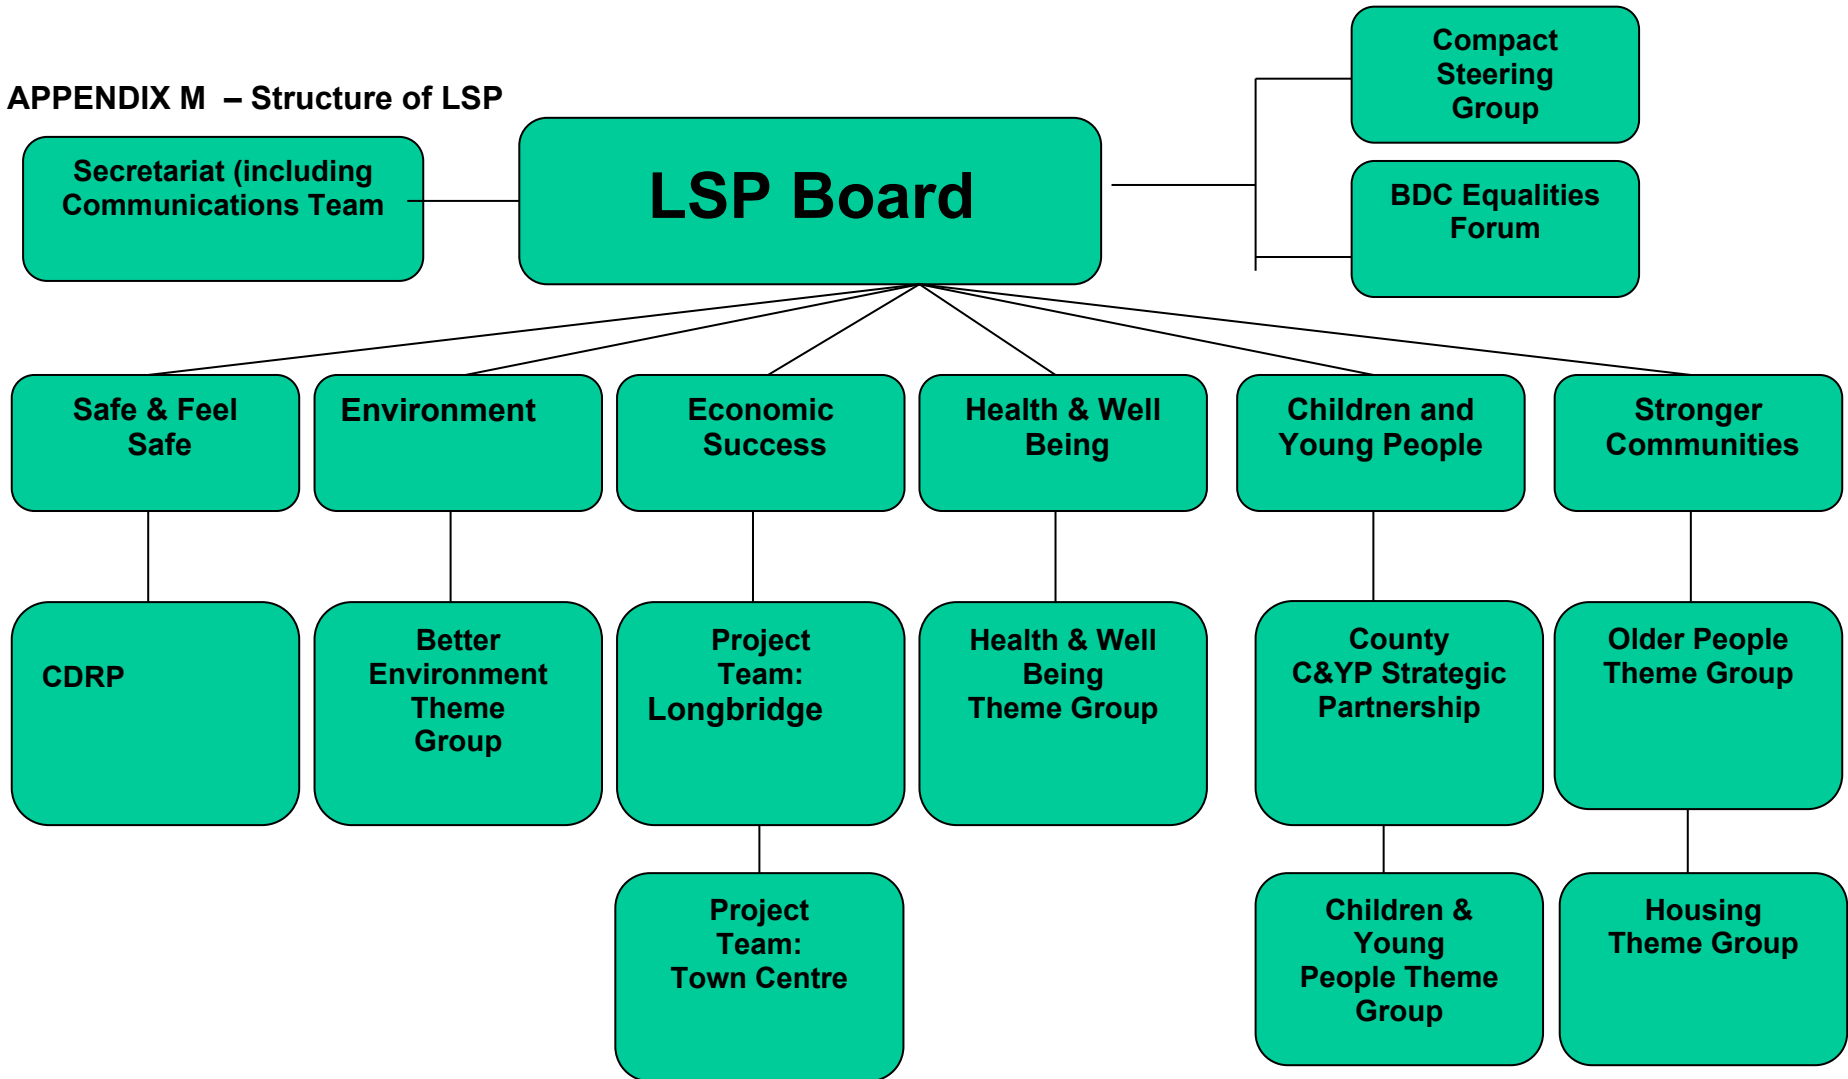 APPENDIX M – Structure of LSP
Compact
Steering
Group
Secretariat (including
Communications Team
LSP Board
BDC Equalities
Forum
Safe & Feel
Safe
Environment
Economic
Success
Health & Well
Being
Children and
Young People
Stronger
Communities
CDRP
Better
Environment
Theme
Group
Project
Team:
Longbridge
Health & Well
Being
Theme Group
County
C&YP Strategic
Partnership
Older People
Theme Group
Project
Team:
Town Centre
Children &
Young
People Theme
Group
Housing
Theme Group